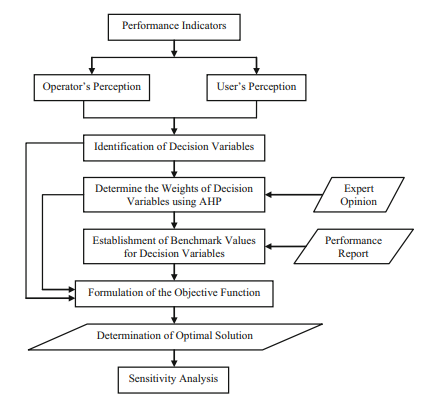 Performance Indicators
Operator's Perception
User's Perception
Identification of Decision Variables
Determine the Weights of Decision
Variables using AHP
Expert
Opinion
Establishment of Benchmark Values
for Decision Variables
Performance
Report
Formulation of the Objective Function
Determination of Optimal Solution
Sensitivity Analysis